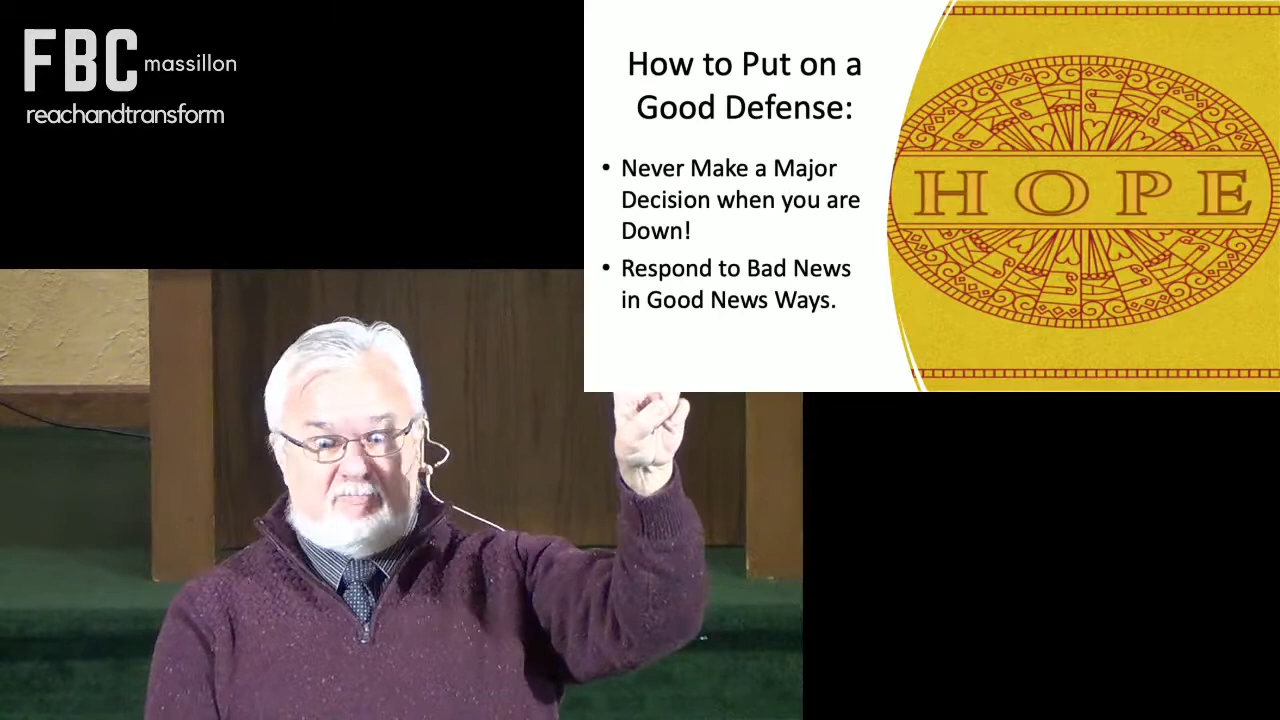 FBC massillon
reachandtransform
How to Put on a
Good Defense:
• Never Make a Major
Decision when you are
Down!
• Respond to Bad News
in Good News Ways.
HOPE